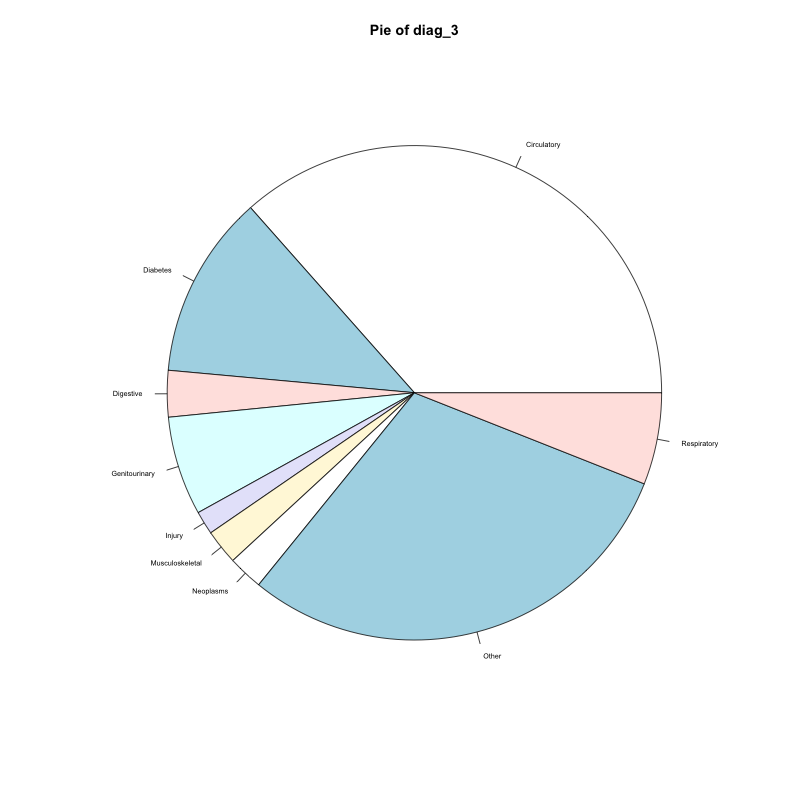 Pie of diag_3
Circulatory
Diabetes
Digestive
Respiratory
Genitourinary
Injury
Musculoskeletal
Neoplasms
Other